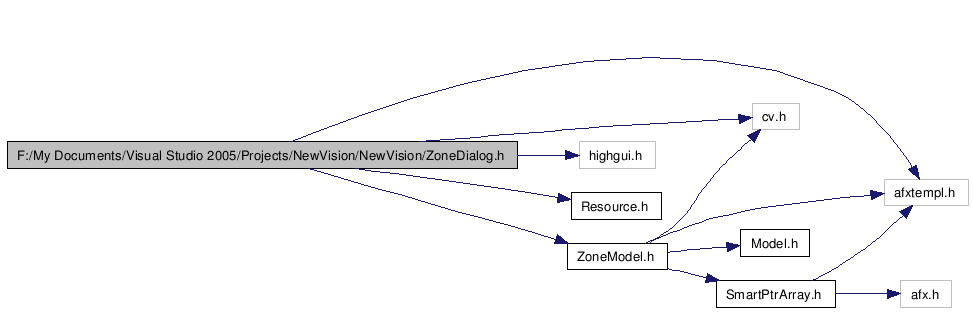 cv.h
F:/My Documents/Visual Studio 2005/Projects/NewVision/NewVision/ZoneDialog.h
highgui.h
afxtempl.h
Resource.h
Model.h
ZoneModel.h
SmartPtrArray.h
afx.h